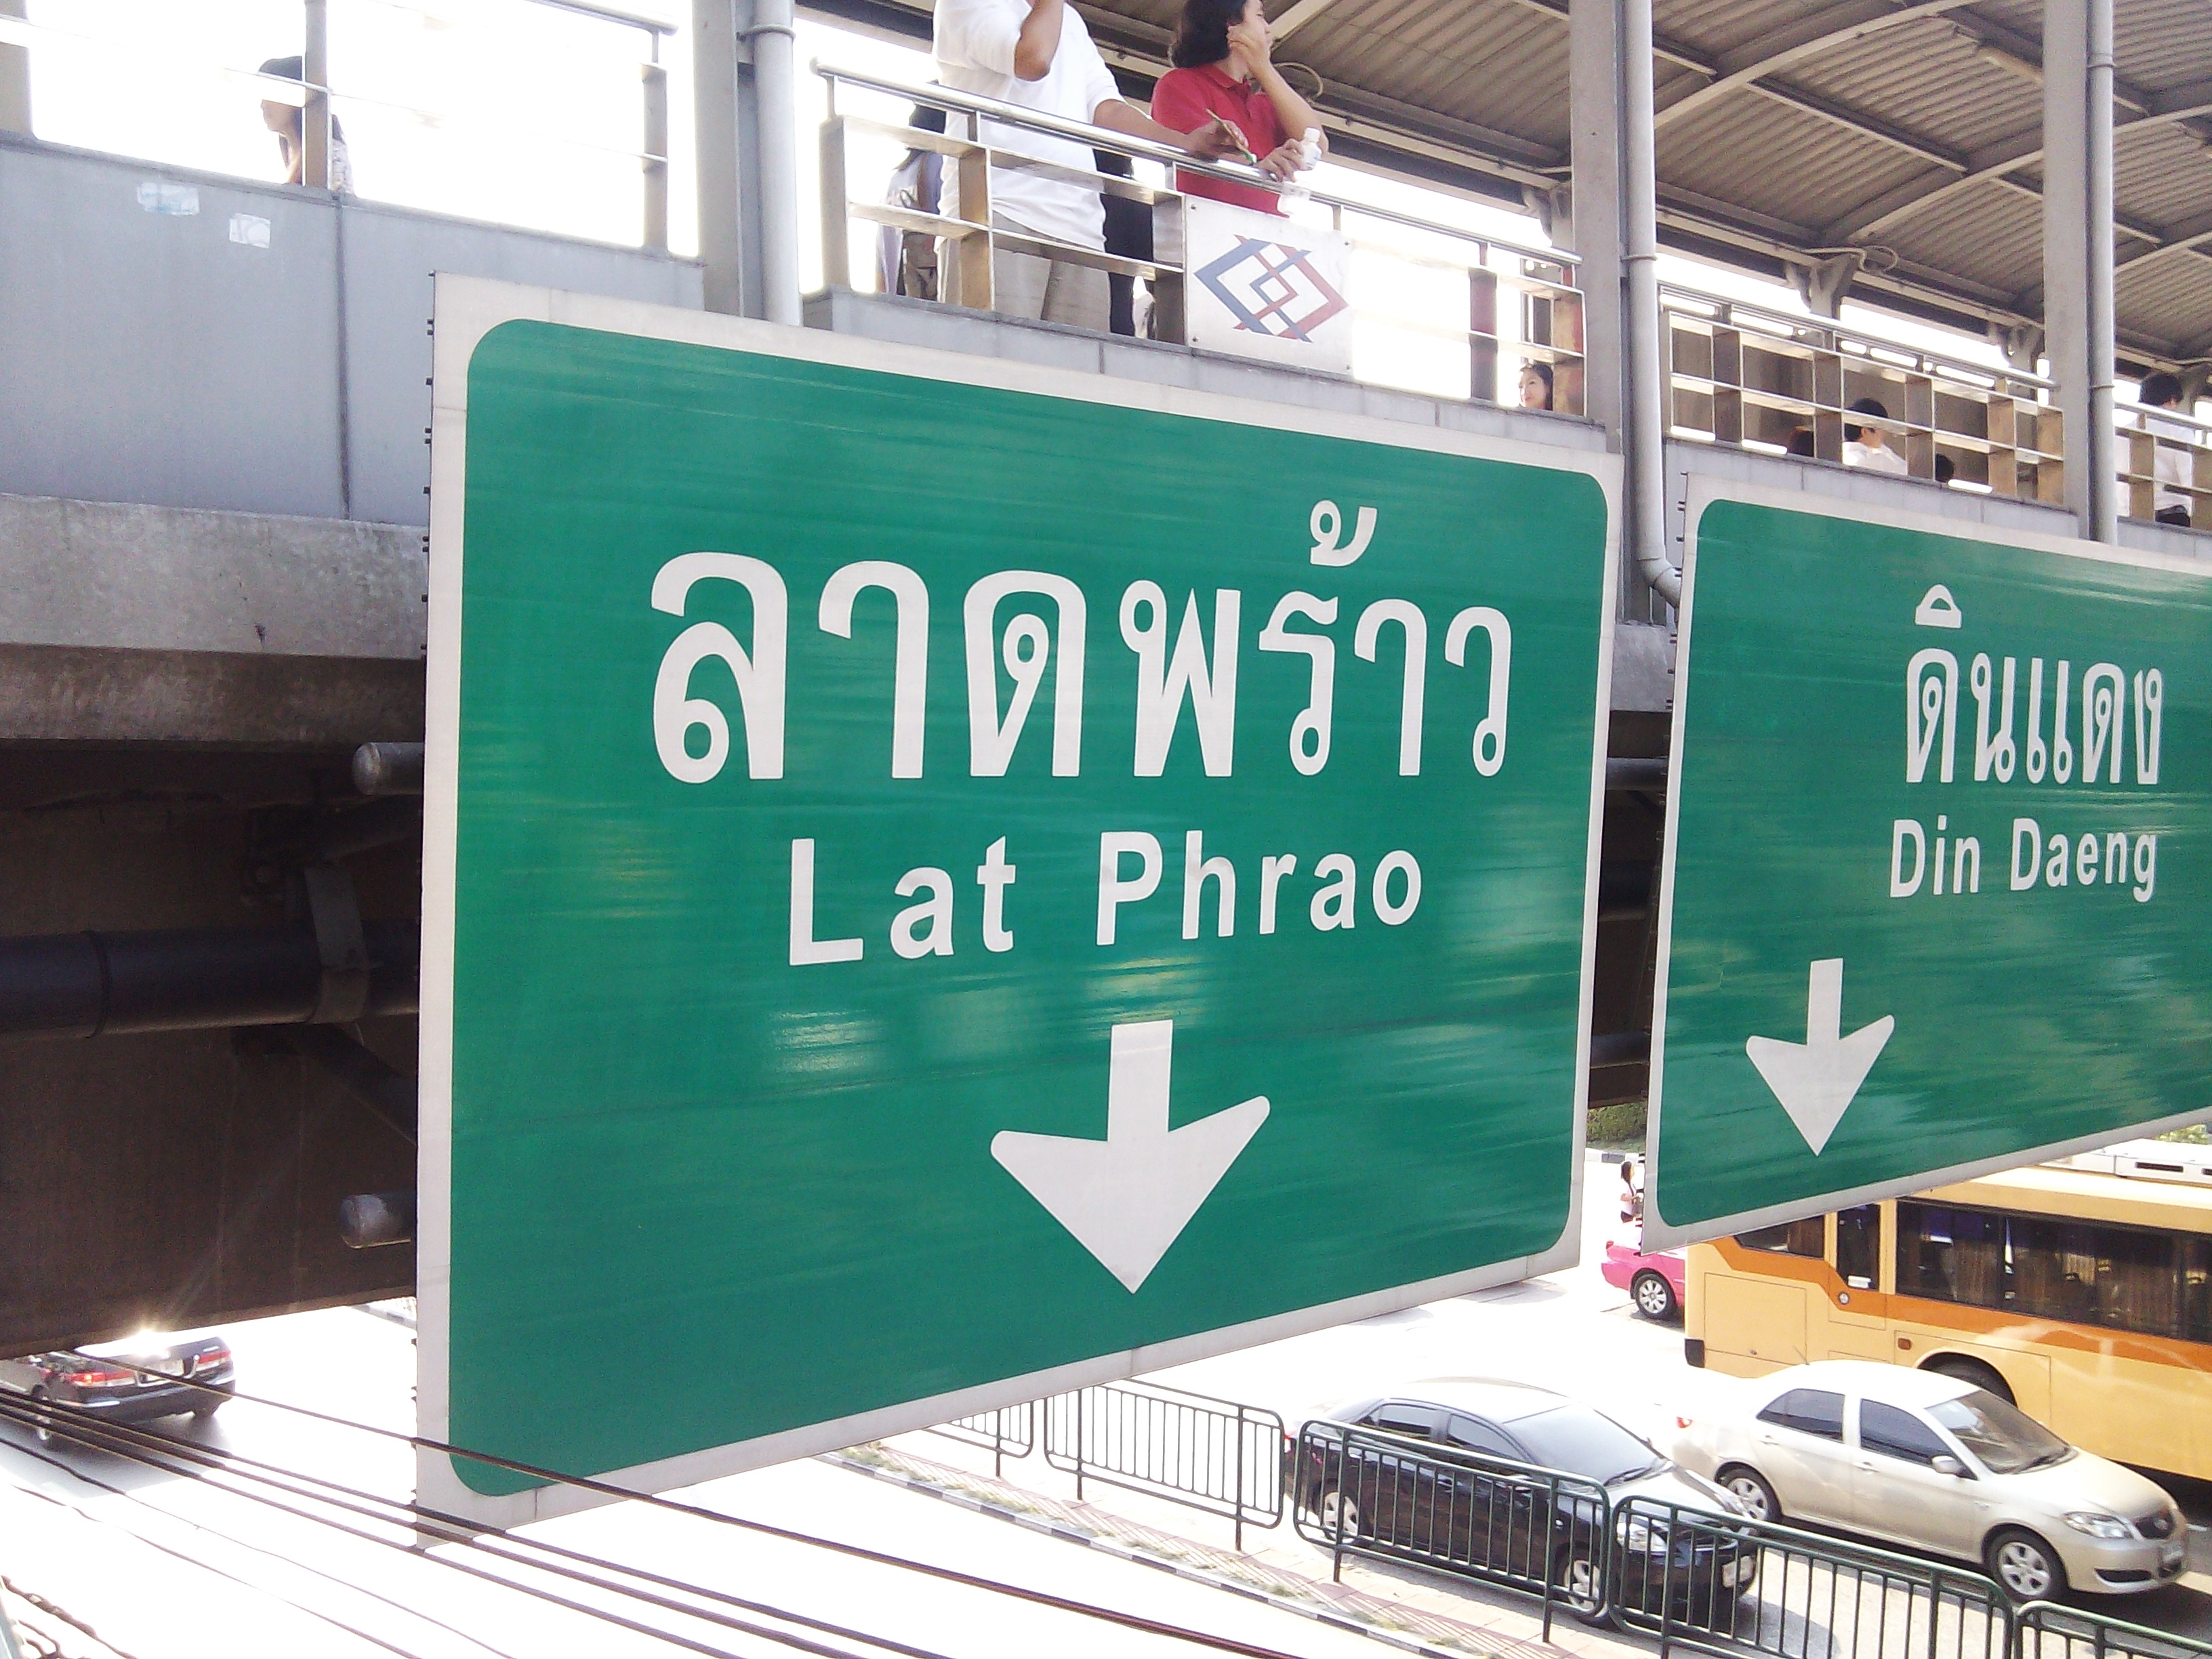 ลาดพร้าว
Lat Phrao
ดินแดง
Din Daeng